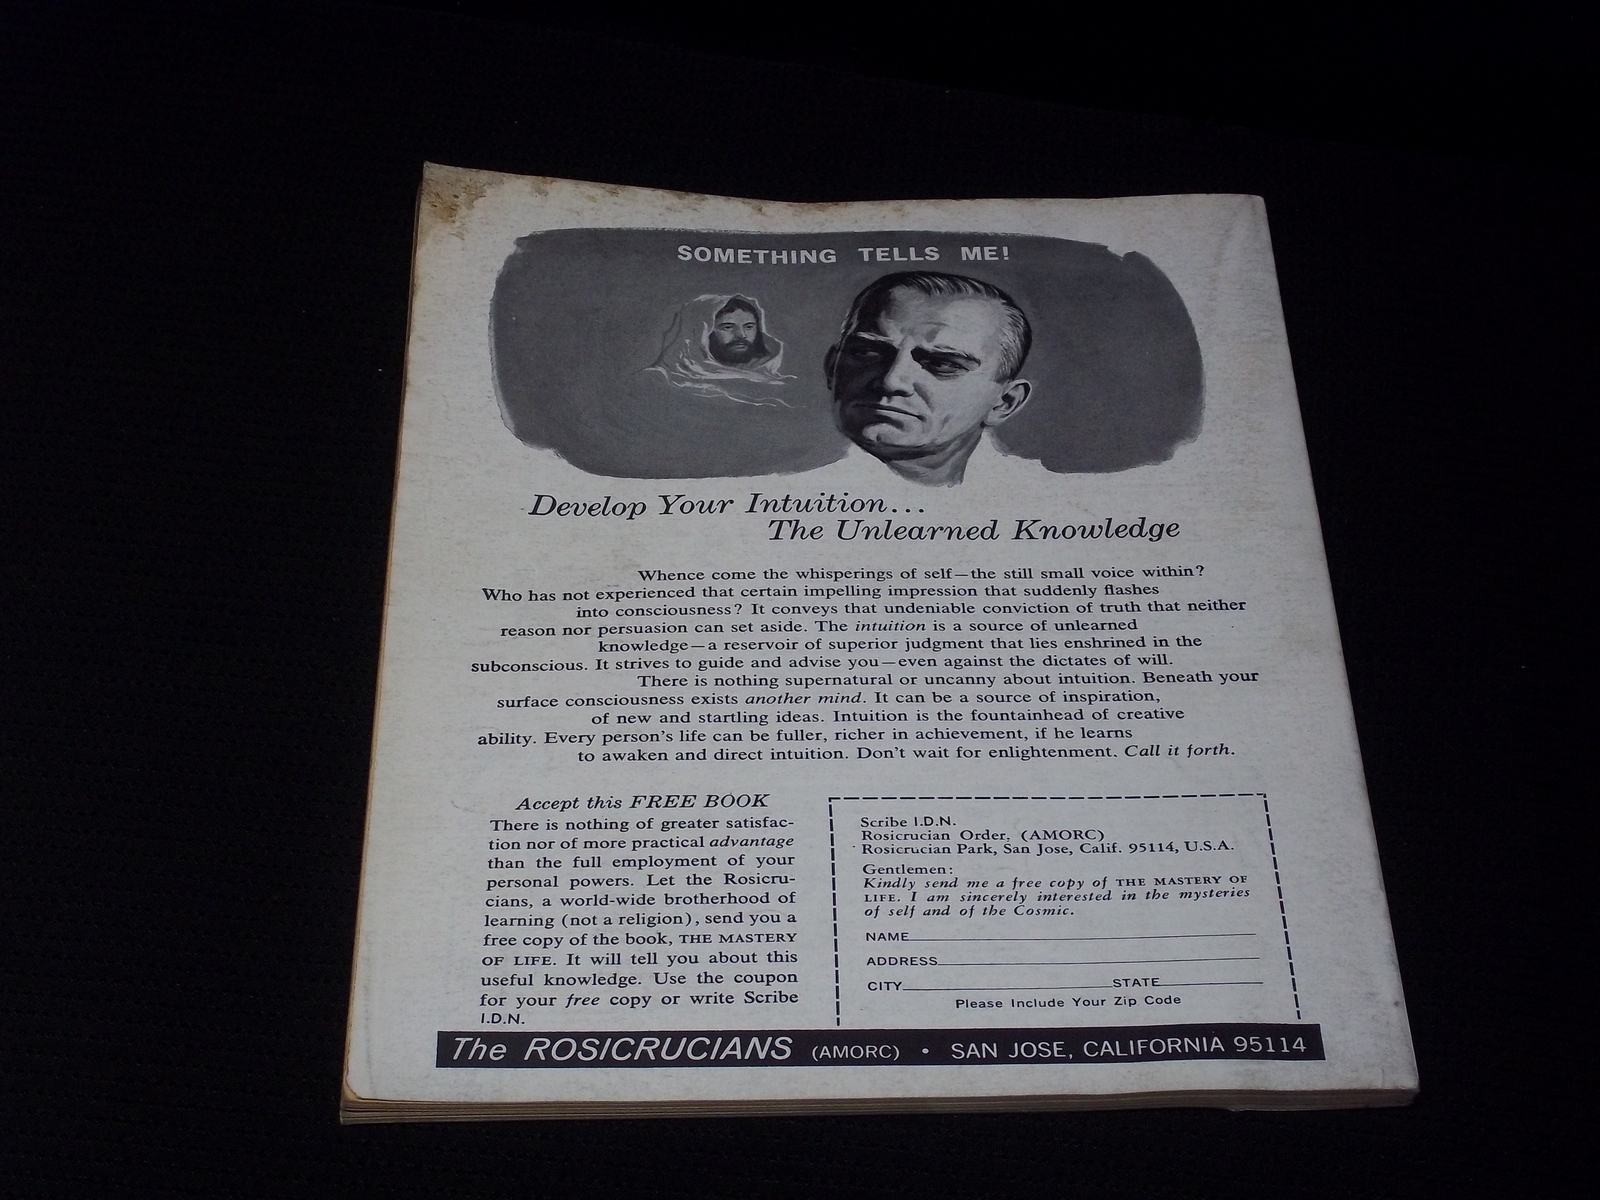 SOMETHING TELLS ME!
Develop Your Intuition...
The Unlearned Knowledge
Whence come the whisperings of self—the still small voice within?
Who has not experienced that certain impelling impression that suddenly flashes
into consciousness? It conveys that undeniable conviction of truth that neither
reason nor persuasion can set aside. The intuition is a source of unlearned
knowledge—a reservoir of superior judgment that lies enshrined in the
subconscious. It strives to guide and advise you—even against the dictates of will.
There is nothing supernatural or uncanny about intuition. Beneath your
surface consciousness exists another mind. It can be a source of inspiration,
of new and startling ideas. Intuition is the fountainhead of creative
ability. Every person's life can be fuller, richer in achievement, if he learns
to awaken and direct intuition. Don't wait for enlightenment. Call it forth.
Accept this FREE BOOK
There is nothing of greater satisfac-
tion nor of more practical advantage
than the full employment of your
personal powers. Let the Rosicru-
cians, a world-wide brotherhood of
learning (not a religion), send you a
free copy of the book, THE MASTERY
OF LIFE. It will tell you about this
useful knowledge. Use the coupon
for your free copy or write Scribe
I.D.N.
Scribe I.D.N.
Rosicrucian Order, (AMORC)
Rosicrucian Park, San Jose, Calif. 95114, U.S.A.
Gentlemen:
Kindly send me a free copy of THE MASTERY OF
LIFE. I am sincerely interested in the mysteries
of self and of the Cosmic.
NAME
ADDRESS
CITY STATE
Please Include Your Zip Code
The ROSICRUCIANS (AMORC) • SAN JOSE, CALIFORNIA 95114